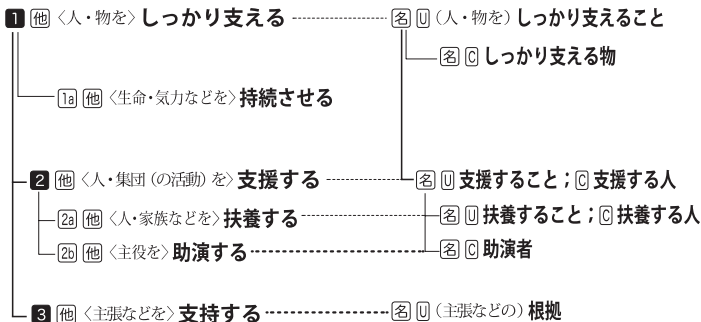 1 他 〈人・物を〉しっかり支える 名 U (人・物を) しっかり支えること
名 C しっかり支える物
1a 他 〈生命・気力などを〉持続させる
2 他 〈人・集団 (の活動) を〉支援する 名 U 支援すること ; C 支援する人
2a 他 〈人・家族などを〉扶養する 名 U 扶養すること ; C 扶養する人
2b 他 〈主役を〉助演する 名 C 助演者
3 他 〈主張などを〉支持する 名 U (主張などの) 根拠